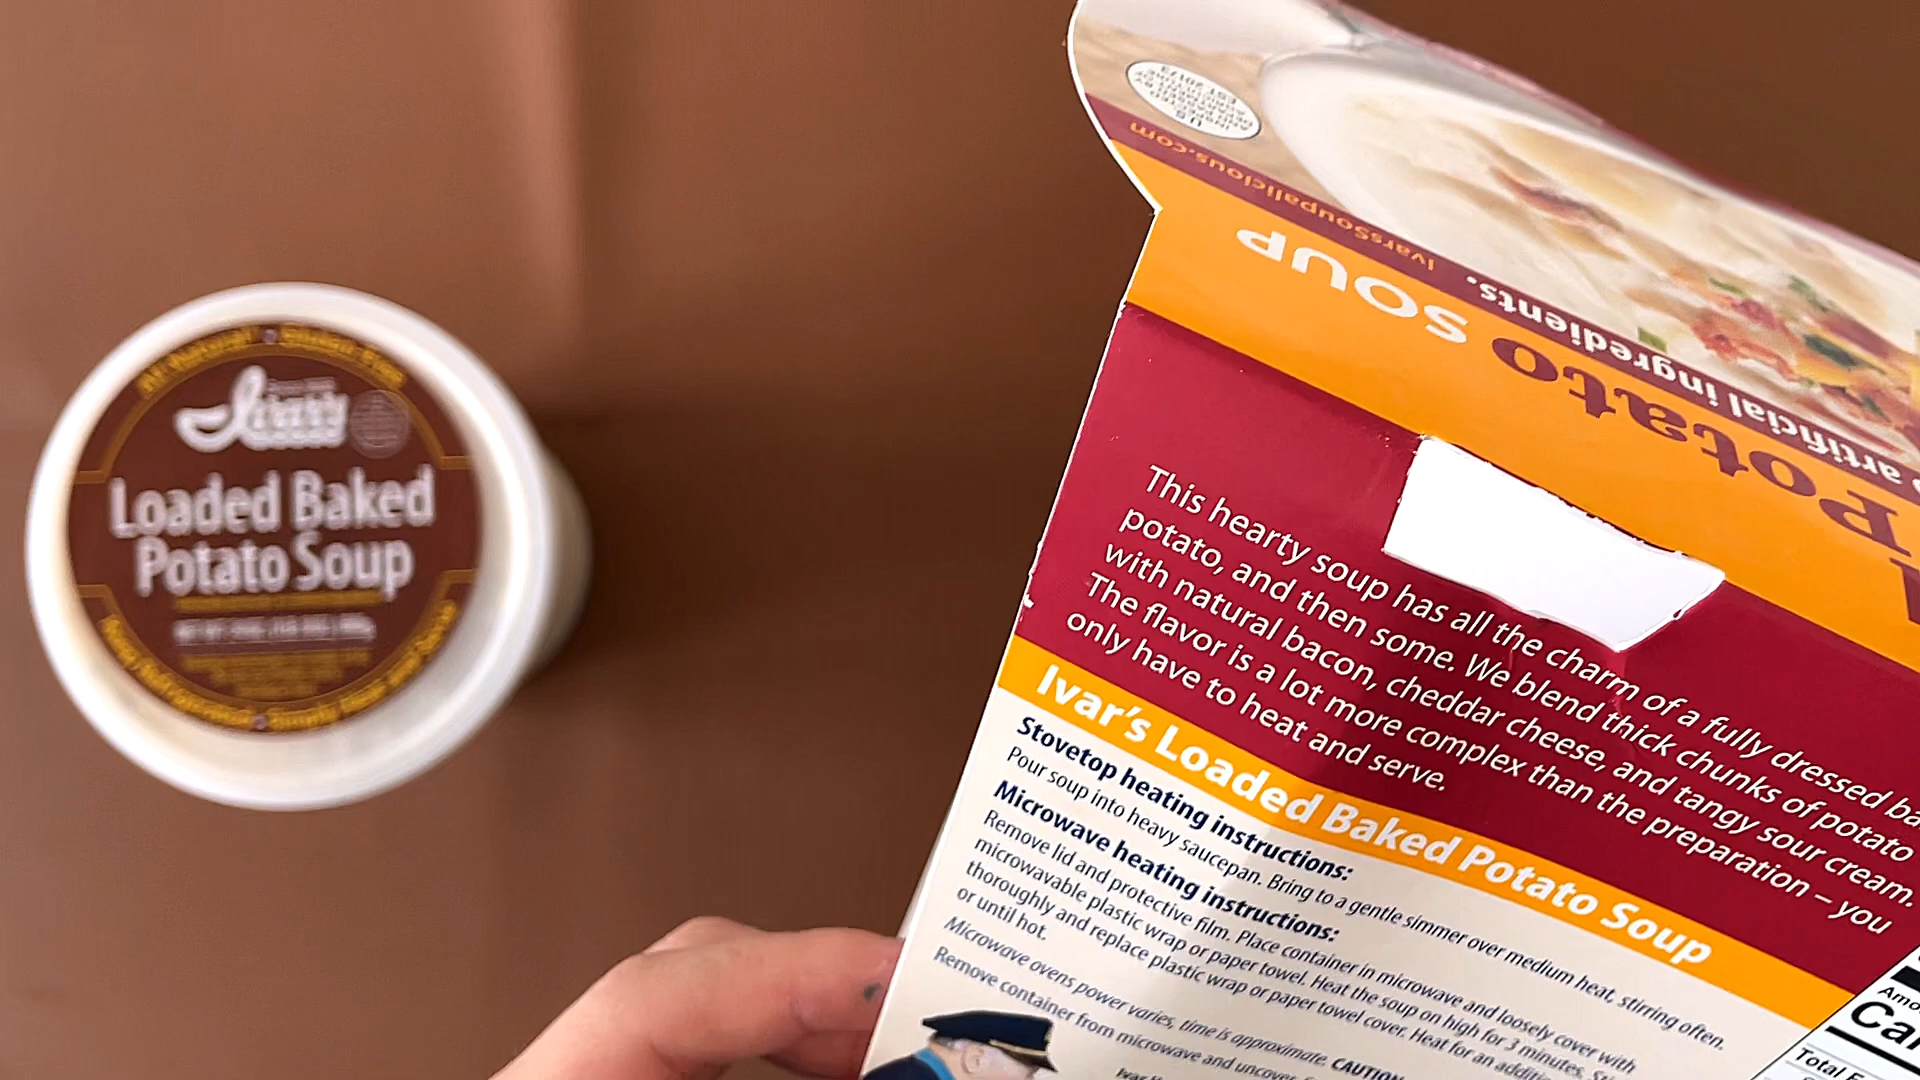 Loaded Baked
Potato Soup
U.S.
INSPECTED
EST. 20173
IvarsSoupalicious.com
artificial ingredients.
Potato SOUP
This hearty soup has all the charm of a fully dressed
potato, and then some. We blend thick chunks of potato
with natural bacon, cheddar cheese, and tangy sour cream.
The flavor is a lot more complex than the preparation – you
only have to heat and serve.
Ivar's Loaded Baked Potato Soup
Stovetop heating instructions:
Pour soup into heavy saucepan. Bring to a gentle simmer over medium heat, stirring often.
Microwave heating instructions:
Remove lid and protective film. Place container in microwave and loosely cover with
microwavable plastic wrap or paper towel. Heat the soup on high for 3 minutes.
thoroughly and replace plastic wrap or paper towel cover. Heat for an
or until hot.
Microwave ovens power varies, time is approximate. CAUTION
Remove container from microwave and uncover.
Total